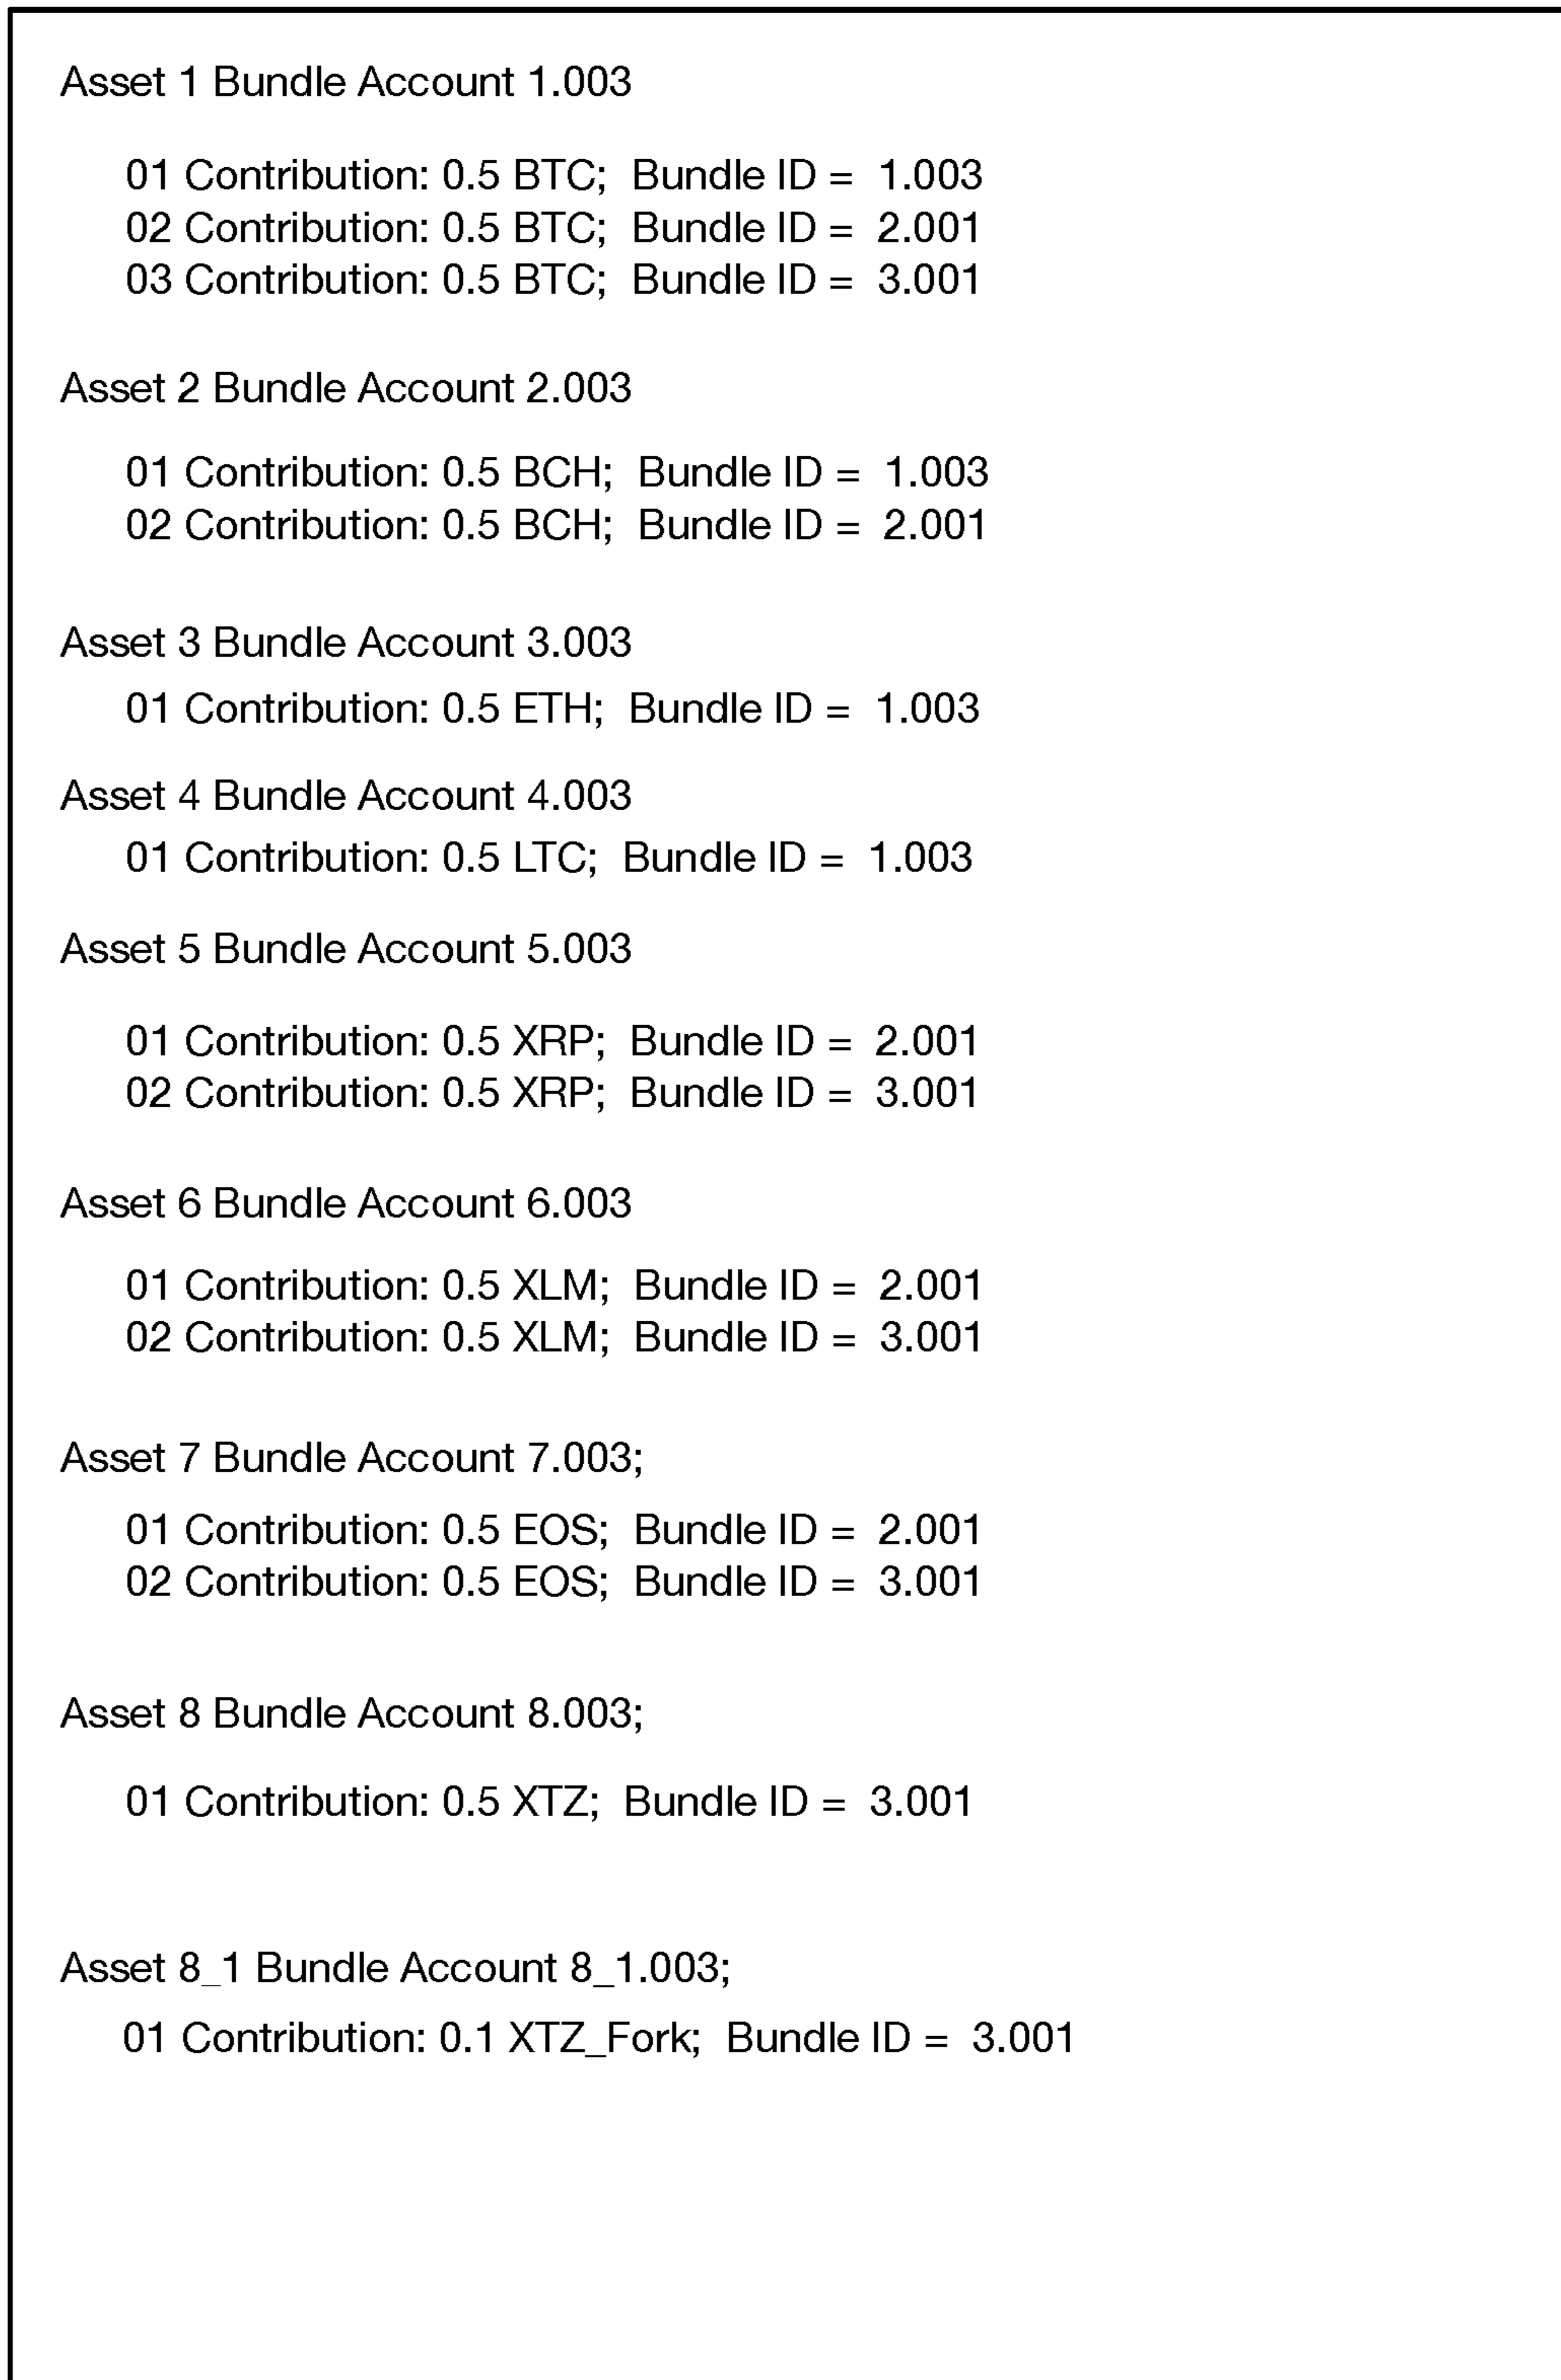 Asset 1 Bundle Account 1.003
01 Contribution: 0.5 BTC; Bundle ID = 1.003
02 Contribution: 0.5 BTC; Bundle ID = 2.001
03 Contribution: 0.5 BTC; Bundle ID = 3.001
Asset 2 Bundle Account 2.003
01 Contribution: 0.5 BCH; Bundle ID = 1.003
02 Contribution: 0.5 BCH; Bundle ID = 2.001
Asset 3 Bundle Account 3.003
01 Contribution: 0.5 ETH; Bundle ID = 1.003
Asset 4 Bundle Account 4.003
01 Contribution: 0.5 LTC; Bundle ID = 1.003
Asset 5 Bundle Account 5.003
01 Contribution: 0.5 XRP; Bundle ID = 2.001
02 Contribution: 0.5 XRP; Bundle ID = 3.001
Asset 6 Bundle Account 6.003
01 Contribution: 0.5 XLM; Bundle ID = 2.001
02 Contribution: 0.5 XLM; Bundle ID = 3.001
Asset 7 Bundle Account 7.003;
01 Contribution: 0.5 EOS; Bundle ID = 2.001
02 Contribution: 0.5 EOS; Bundle ID = 3.001
Asset 8 Bundle Account 8.003;
01 Contribution: 0.5 XTZ; Bundle ID = 3.001
Asset 8_1 Bundle Account 8_1.003;
01 Contribution: 0.1 XTZ_Fork; Bundle ID = 3.001